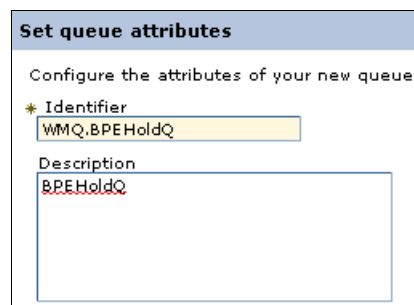 Set queue attributes
Configure the attributes of your new queue
* Identifier
WMQ.BPEHoldQ
Description
BPEHoldQ